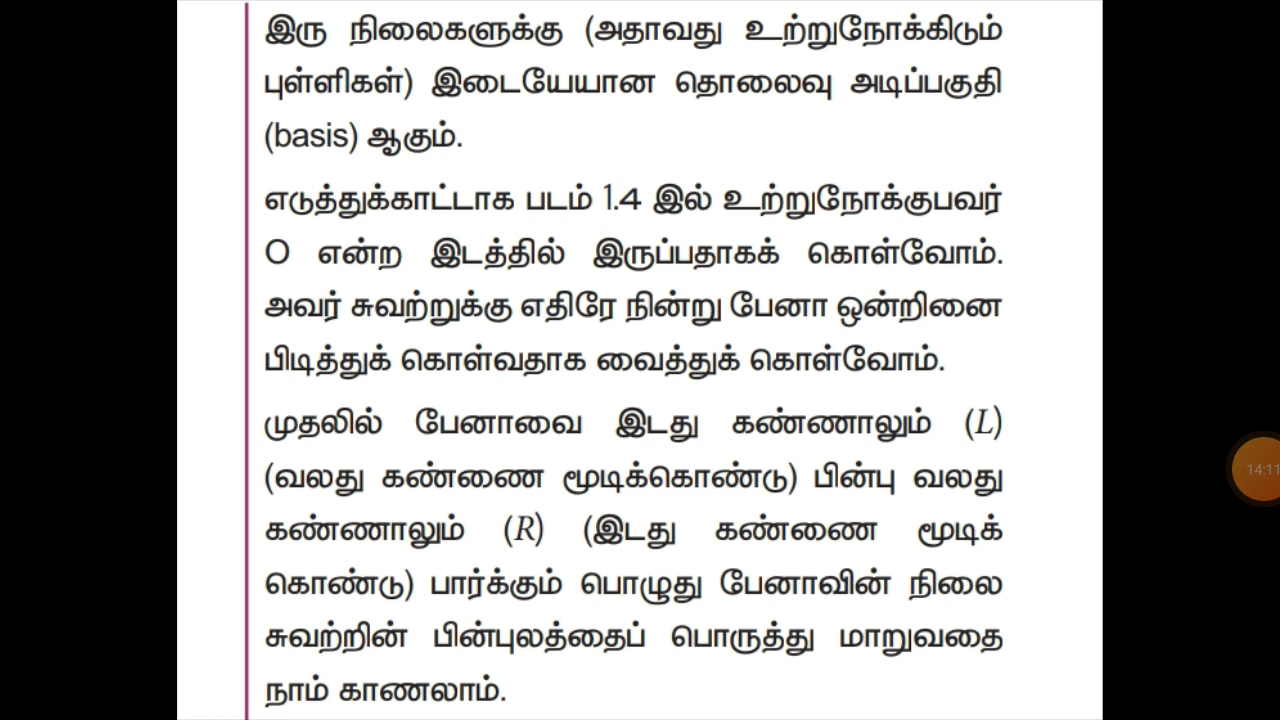 இரு நிலைகளுக்கு (அதாவது உற்றுநோக்கிடும்
புள்ளிகள்) இடையேயான தொலைவு அடிப்பகுதி
(basis) ஆகும்.
எடுத்துக்காட்டாக படம் 1.4 இல் உற்றுநோக்குபவர்
O என்ற இடத்தில் இருப்பதாகக் கொள்வோம்.
அவர் சுவற்றுக்கு எதிரே நின்று பேனா ஒன்றினை
பிடித்துக் கொள்வதாக வைத்துக் கொள்வோம்.
முதலில் பேனாவை இடது கண்ணாலும் (L)
(வலது கண்ணை மூடிக்கொண்டு) பின்பு வலது
கண்ணாலும் (R) (இடது கண்ணை மூடிக்
கொண்டு) பார்க்கும் பொழுது பேனாவின் நிலை
சுவற்றின் பின்புலத்தைப் பொருத்து மாறுவதை
நாம் காணலாம்.
14:11